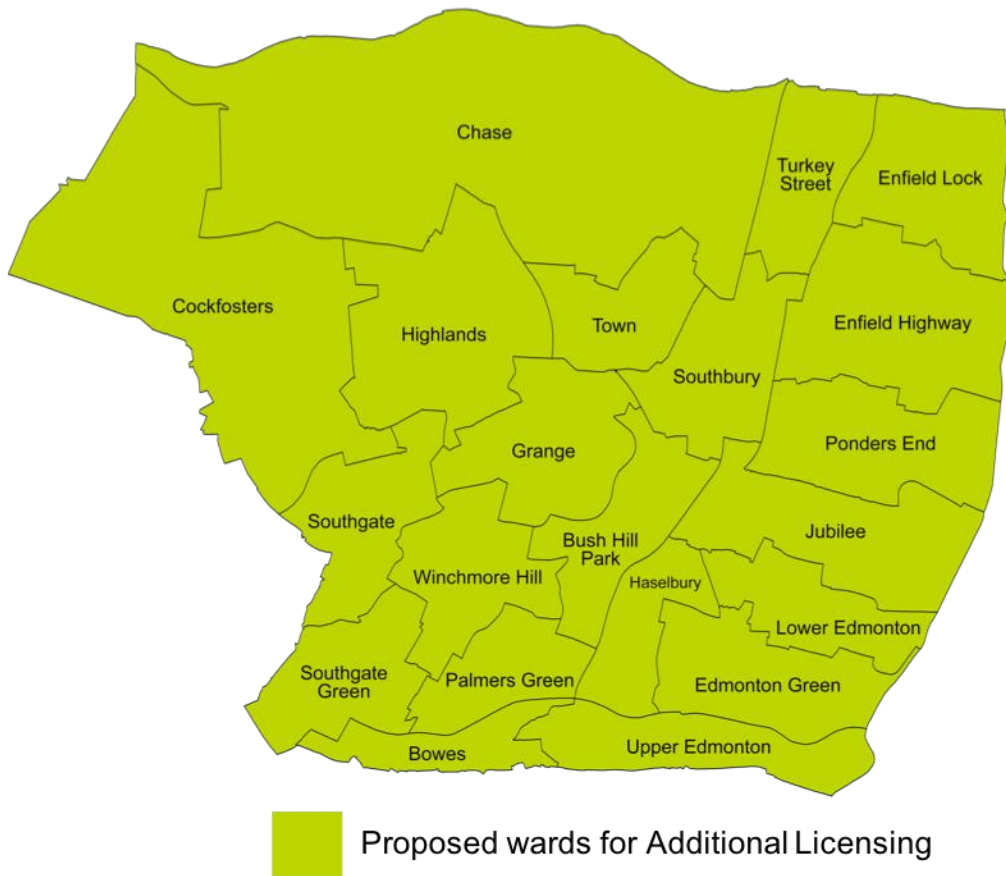 Chase
Turkey
Street
Enfield Lock
Cockfosters
Highlands
Town
Enfield Highway
Southbury
Grange
Ponders End
Southgate
Jubilee
Bush Hill
Park
Winchmore Hill
Haselbury
Lower Edmonton
Southgate
Green
Palmers Green
Edmonton Green
Bowes
Upper Edmonton
Proposed wards for Additional Licensing